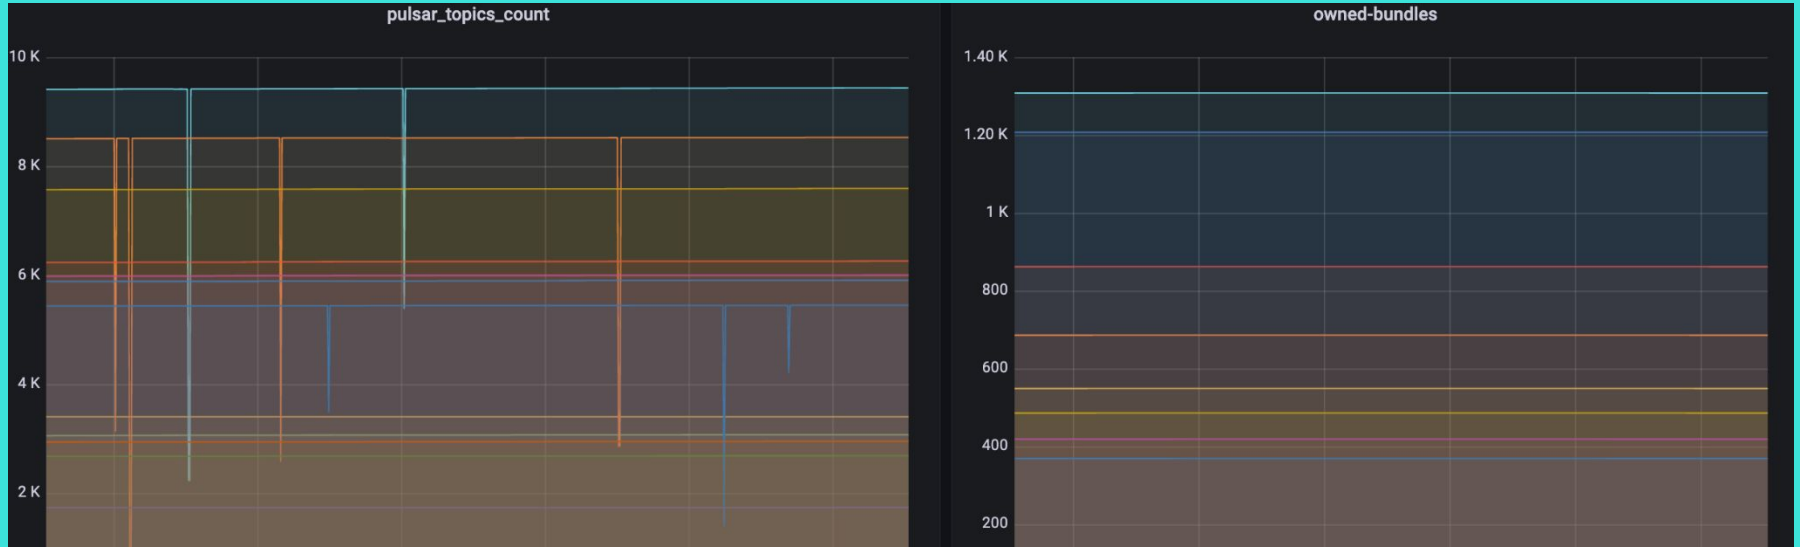 pulsar_topics_count
10 K
8 K
6 K
4 K
2 K
owned-bundles
1.40 K
1.20 K
1 K
800
600
400
200